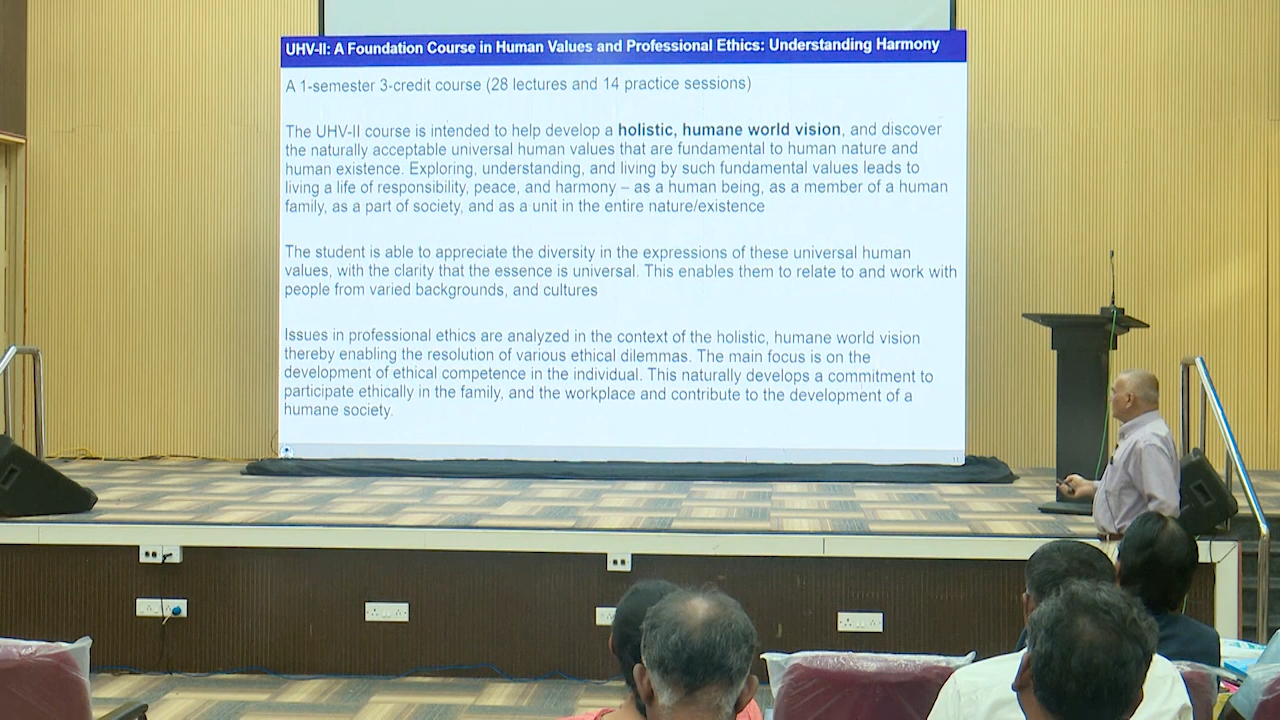 UHV-II: A Foundation Course in Human Values and Professional Ethics: Understanding Harmony
A 1-semester 3-credit course (28 lectures and 14 practice sessions)
The UHV-II course is intended to help develop a holistic, humane world vision, and discover
the naturally acceptable universal human values that are fundamental to human nature and
human existence. Exploring, understanding, and living by such fundamental values leads to
living a life of responsibility, peace, and harmony – as a human being, as a member of a human
family, as a part of society, and as a unit in the entire nature/existence
The student is able to appreciate the diversity in the expressions of these universal human
values, with the clarity that the essence is universal. This enables them to relate to and work with
people from varied backgrounds, and cultures
Issues in professional ethics are analyzed in the context of the holistic, humane world vision
thereby enabling the resolution of various ethical dilemmas. The main focus is on the
development of ethical competence in the individual. This naturally develops a commitment to
participate ethically in the family, and the workplace and contribute to the development of a
humane society.
11